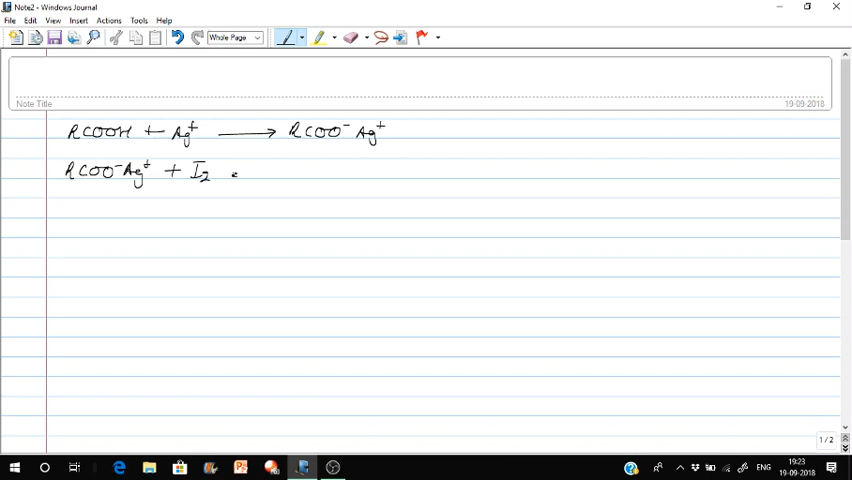 Note2 - Windows Journal
File Edit View Insert Actions Tools Help
Whole Page
Note Title
19-09-2018
RCOOH + Ag⁺ ⟶ RCOO⁻ Ag⁺
RCOO⁻Ag⁺ + I₂
1 / 2
ENG
19:23
19-09-2018